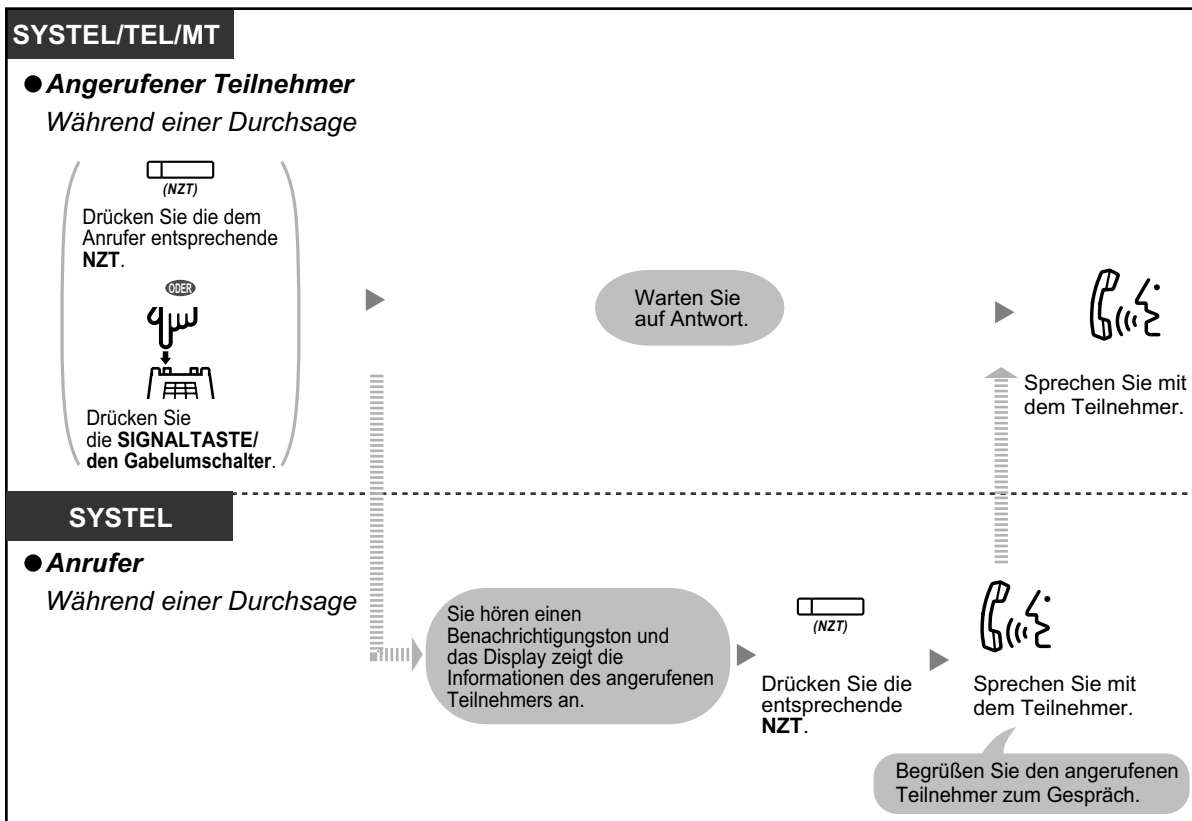 SYSTEL/TEL/MT
●Angerufener Teilnehmer
Während einer Durchsage
(NZT)
Drücken Sie die dem
Anrufer entsprechende
NZT.
ODER
Drücken Sie
die SIGNALTASTE/
den Gabelumschalter.
Warten Sie
auf Antwort.
Sprechen Sie mit
dem Teilnehmer.
SYSTEL
●Anrufer
Während einer Durchsage
Sie hören einen
Benachrichtigungston und
das Display zeigt die
Informationen des angerufenen
Teilnehmers an.
(NZT)
Drücken Sie die
entsprechende
NZT.
Sprechen Sie mit
dem Teilnehmer.
Begrüßen Sie den angerufenen
Teilnehmer zum Gespräch.